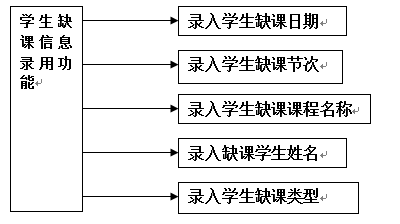 学生缺
课信息
录用功
能
录入学生缺课日期
录入学生缺课节次
录入学生缺课课程名称
录入缺课学生姓名
录入学生缺课类型